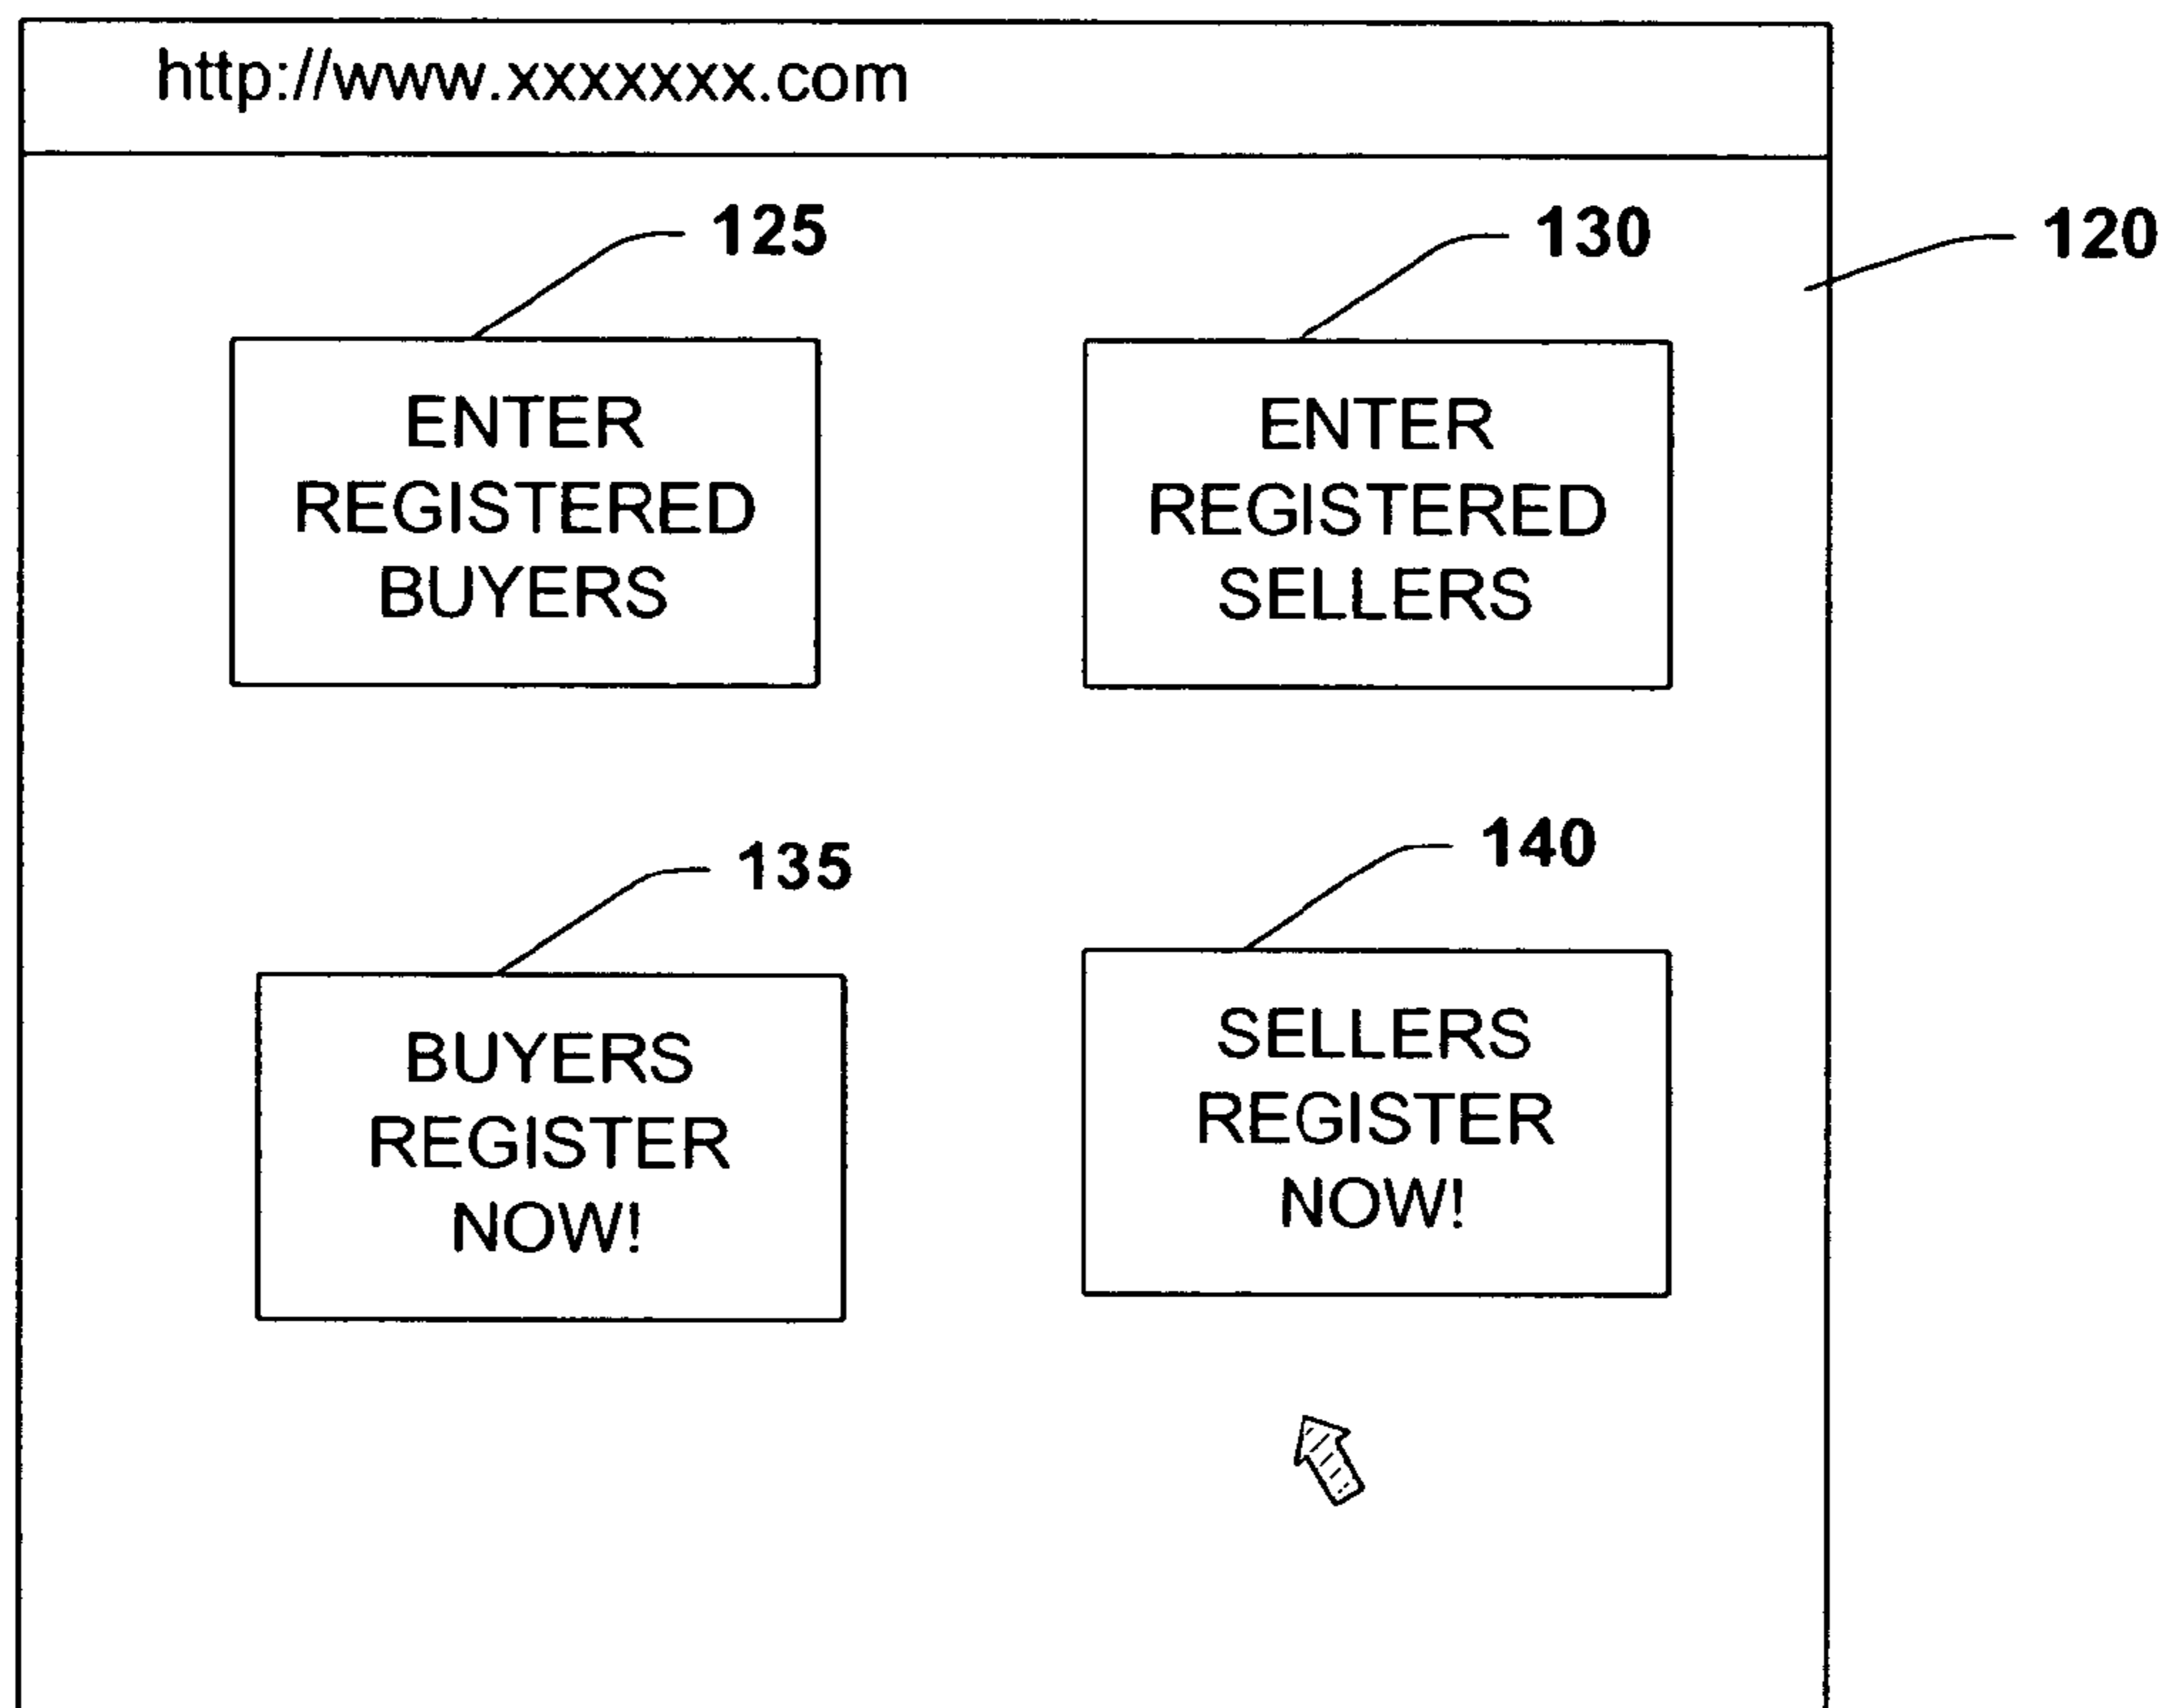 http://www.xxxxxxx.com
125
130
120
ENTER
REGISTERED
BUYERS
ENTER
REGISTERED
SELLERS
135
140
BUYERS
REGISTER
NOW!
SELLERS
REGISTER
NOW!